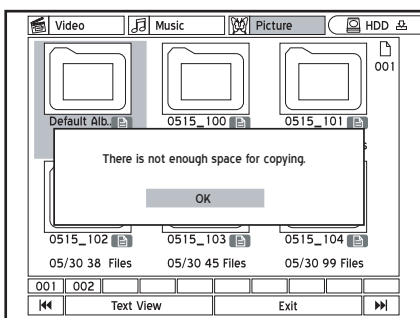 Video Music Picture HDD
001
Default Alb.. 0515_100 0515_101
There is not enough space for copying.
OK
0515_102 0515_103 0515_104
05/30 38 Files 05/30 45 Files 05/30 99 Files
001 002
Text View Exit